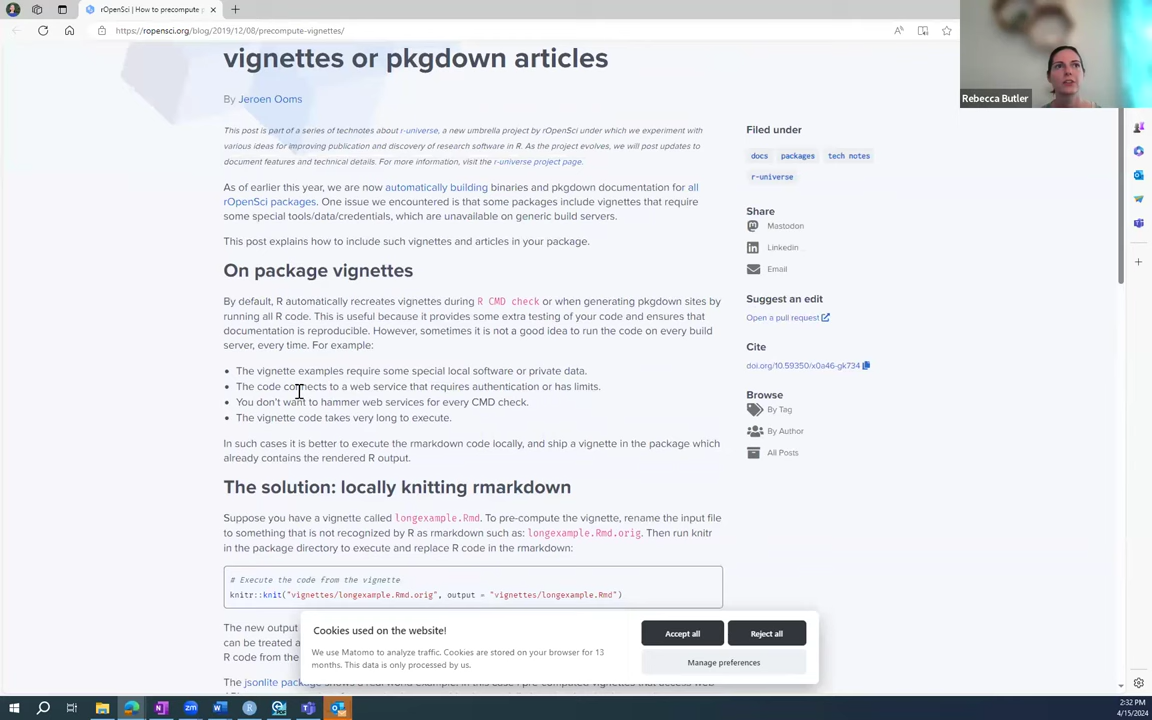 rOpenSci | How to precompute p
https://ropensci.org/blog/2019/12/08/precompute-vignettes/
vignettes or pkgdown articles
By Jeroen Ooms
This post is part of a series of technotes about r-universe, a new umbrella project by rOpenSci under which we experiment with
various ideas for improving publication and discovery of research software in R. As the project evolves, we will post updates to
document features and technical details. For more information, visit the r-universe project page.
As of earlier this year, we are now automatically building binaries and pkgdown documentation for all
rOpenSci packages. One issue we encountered is that some packages include vignettes that require
some special tools/data/credentials, which are unavailable on generic build servers.
This post explains how to include such vignettes and articles in your package.
On package vignettes
By default, R automatically recreates vignettes during R CMD check or when generating pkgdown sites by
running all R code. This is useful because it provides some extra testing of your code and ensures that
documentation is reproducible. However, sometimes it is not a good idea to run the code on every build
server, every time. For example:
• The vignette examples require some special local software or private data.
• The code connects to a web service that requires authentication or has limits.
• You don't want to hammer web services for every CMD check.
• The vignette code takes very long to execute.
In such cases it is better to execute the rmarkdown code locally, and ship a vignette in the package which
already contains the rendered R output.
The solution: locally knitting rmarkdown
Suppose you have a vignette called longexample.Rmd. To pre-compute the vignette, rename the input file
to something that is not recognized by R as rmarkdown such as: longexample.Rmd.orig. Then run knitr
in the package directory to execute and replace R code in the rmarkdown:
# Execute the code from the vignette
knitr::knit("vignettes/longexample.Rmd.orig", output = "vignettes/longexample.Rmd")
The new output
can be treated a
R code from the
The jsonlite package
Filed under
docs packages tech notes
r-universe
Share
Mastodon
Linkedin
Email
Suggest an edit
Open a pull request
Cite
doi.org/10.59350/x0a46-gk734
Browse
By Tag
By Author
All Posts
Cookies used on the website!
We use Matomo to analyze traffic. Cookies are stored on your browser for 13
months. This data is only processed by us.
Accept all
Reject all
Manage preferences
Rebecca Butler
2:32 PM
4/15/2024